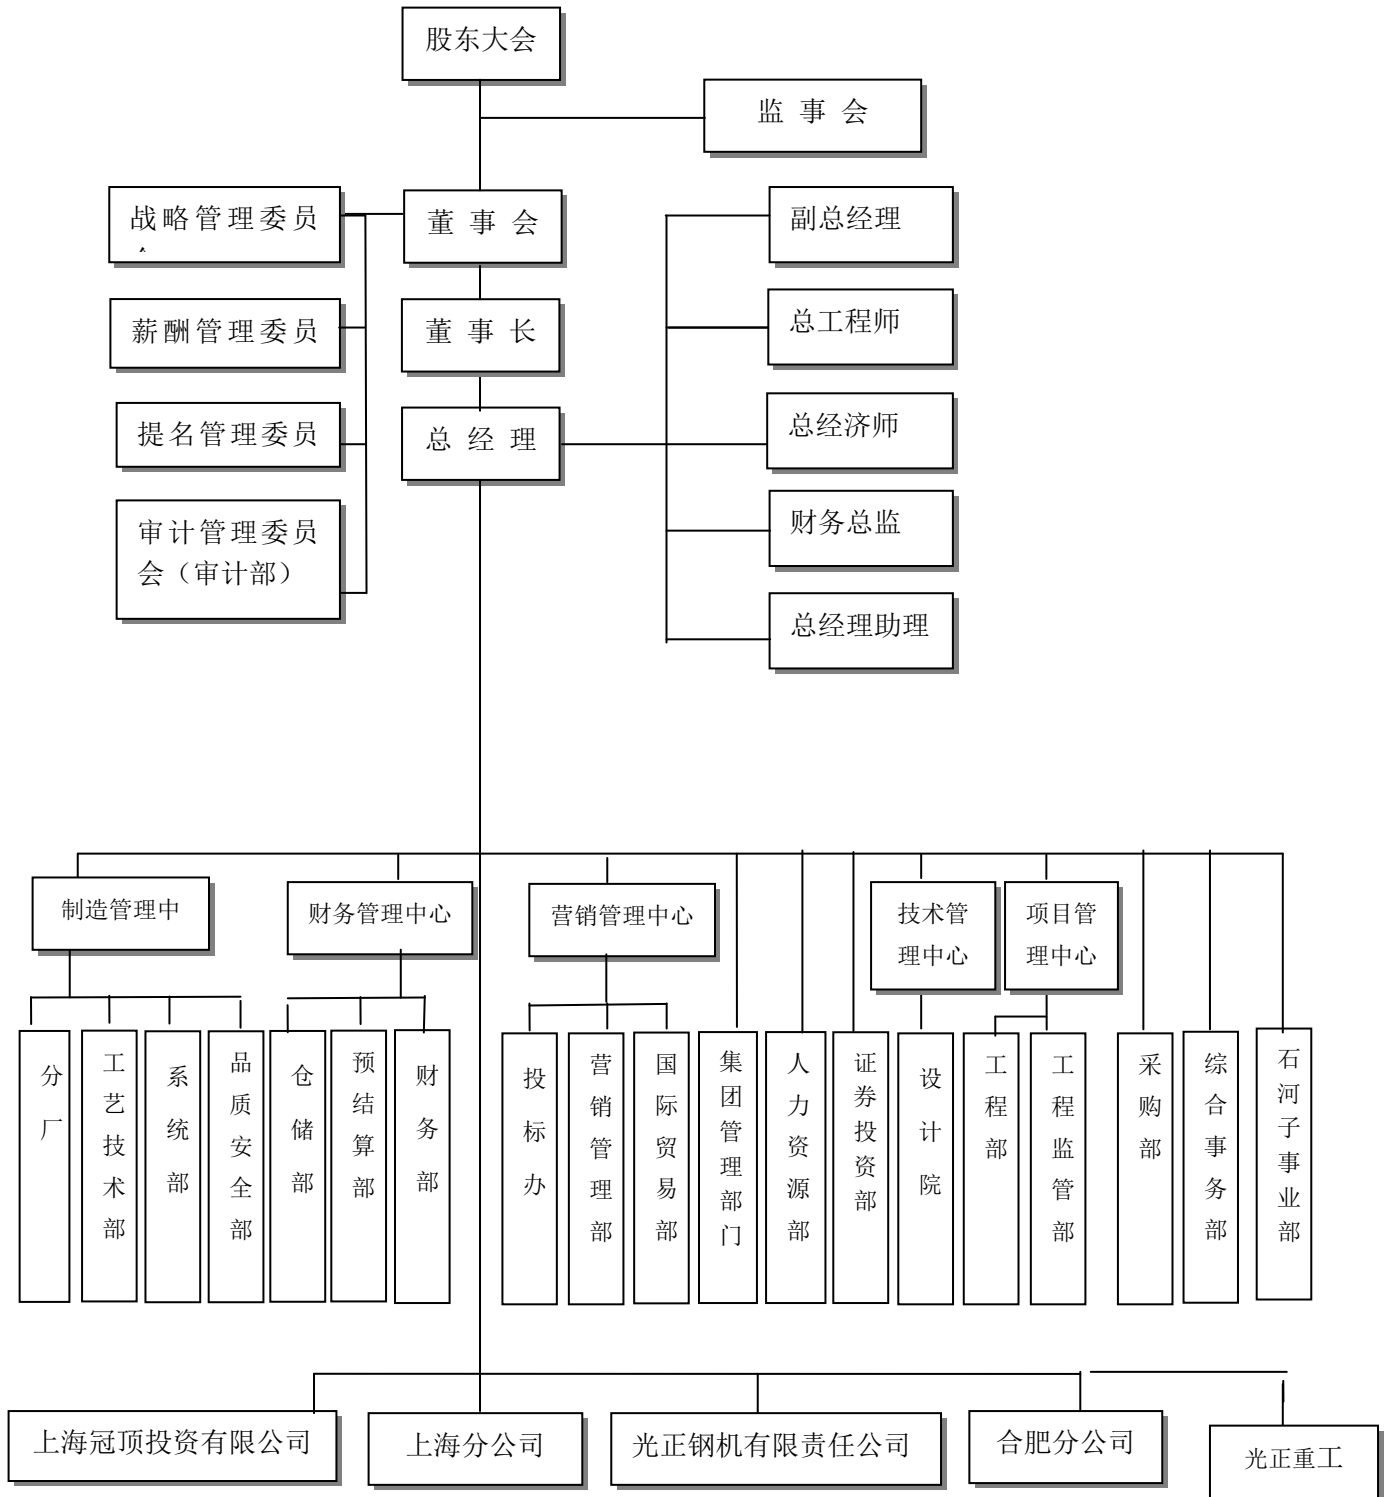 股东大会
监 事 会
战略管理委员
董 事 会
副总经理
薪酬管理委员
董 事 长
总工程师
提名管理委员
总 经 理
总经济师
审计管理委员
会（审计部）
财务总监
总经理助理
制造管理中
财务管理中心
营销管理中心
技术管
理中心
项目管
理中心
分厂
工艺技术部
系统部
品质安全部
仓储部
预结算部
财务部
投标办
营销管理部
国际贸易部
集团管理部门
人力资源部
证券投资部
设计院
工程部
工程监管部
采购部
综合事务部
石河子事业部
上海冠顶投资有限公司
上海分公司
光正钢机有限责任公司
合肥分公司
光正重工